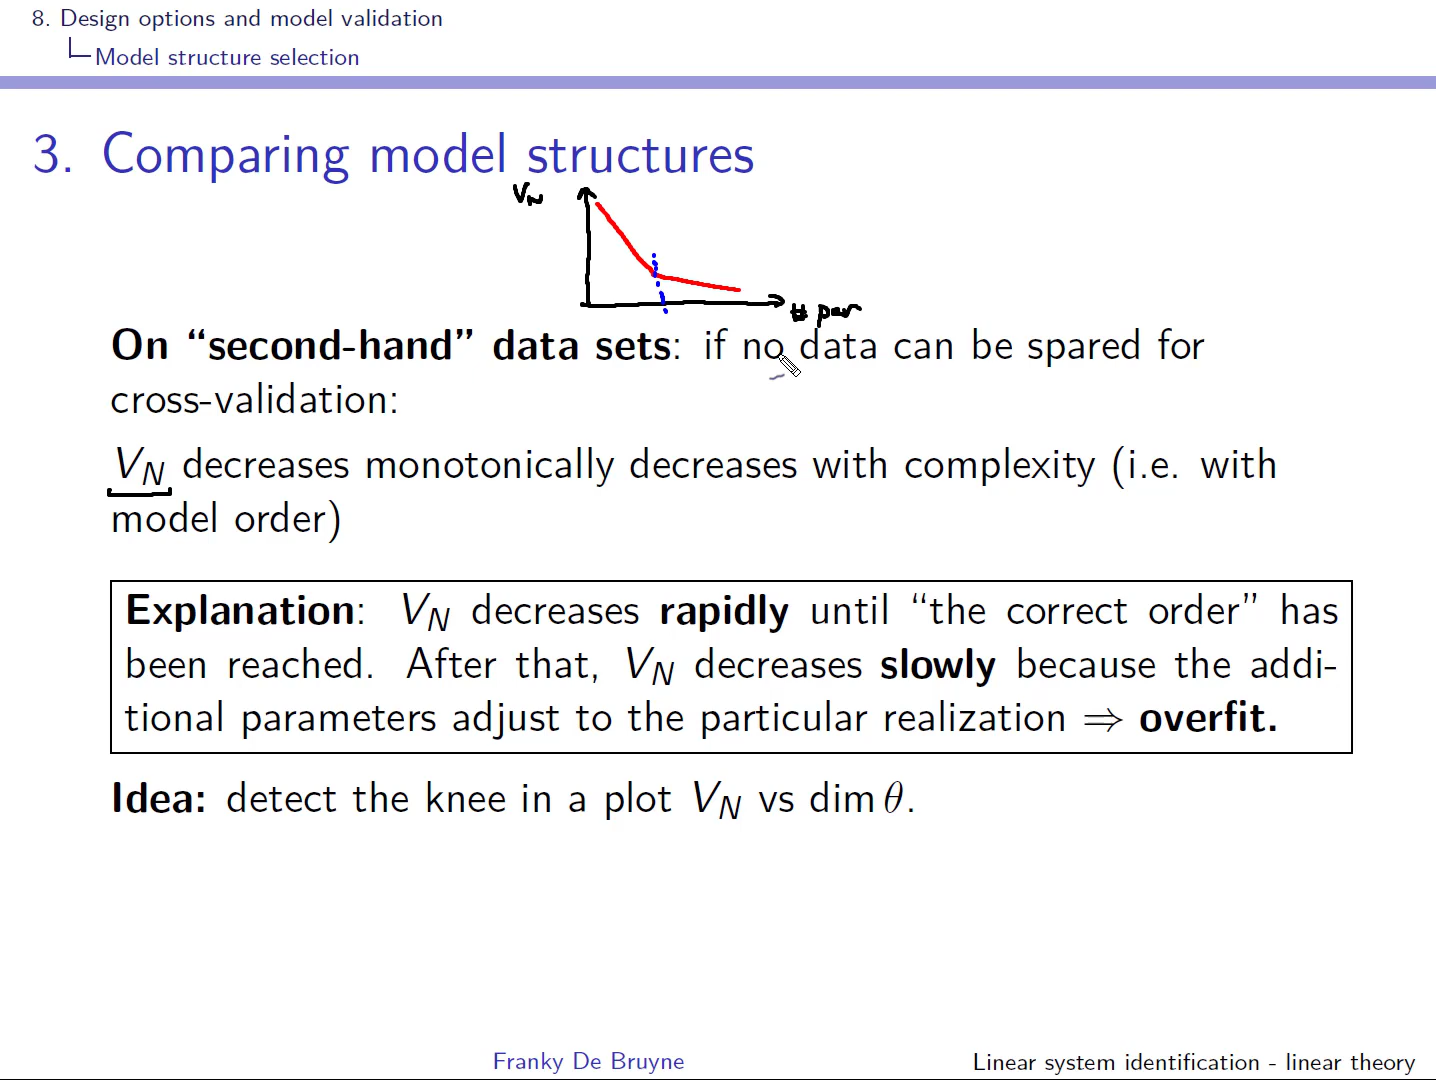 8. Design options and model validation
Model structure selection
3. Comparing model structures
V_N
# par
On “second-hand” data sets: if no data can be spared for
cross-validation:
V_N decreases monotonically decreases with complexity (i.e. with
model order)
Explanation: V_N decreases rapidly until “the correct order” has
been reached. After that, V_N decreases slowly because the addi-
tional parameters adjust to the particular realization ⇒ overfit.
Idea: detect the knee in a plot V_N vs dim θ.
Franky De Bruyne
Linear system identification - linear theory